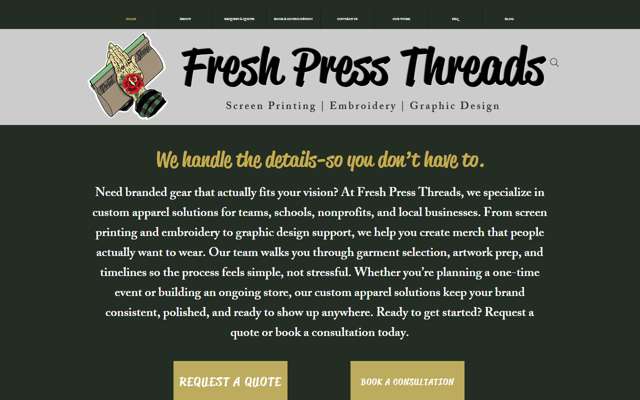 HOME ABOUT REQUEST A QUOTE BOOK A CONSULTATION CONTACT US OUR WORK FAQ BLOG
Fresh Press Threads
Screen Printing | Embroidery | Graphic Design
We handle the details-so you don't have to.
Need branded gear that actually fits your vision? At Fresh Press Threads, we specialize in
custom apparel solutions for teams, schools, nonprofits, and local businesses. From screen
printing and embroidery to graphic design support, we help you create merch that people
actually want to wear. Our team walks you through garment selection, artwork prep, and
timelines so the process feels simple, not stressful. Whether you're planning a one-time
event or building an ongoing store, our custom apparel solutions keep your brand
consistent, polished, and ready to show up anywhere. Ready to get started? Request a
quote or book a consultation today.
REQUEST A QUOTE BOOK A CONSULTATION